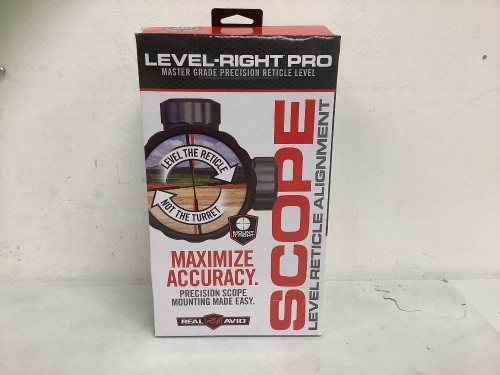 LEVEL-RIGHT PRO
MASTER GRADE PRECISION RETICLE LEVEL
LEVEL THE RETICLE
NOT THE TURRET
MOUNT
MAXIMIZE
ACCURACY.
PRECISION SCOPE
MOUNTING MADE EASY.
REAL AVID
SCOPE
LEVEL RETICLE ALIGNMENT